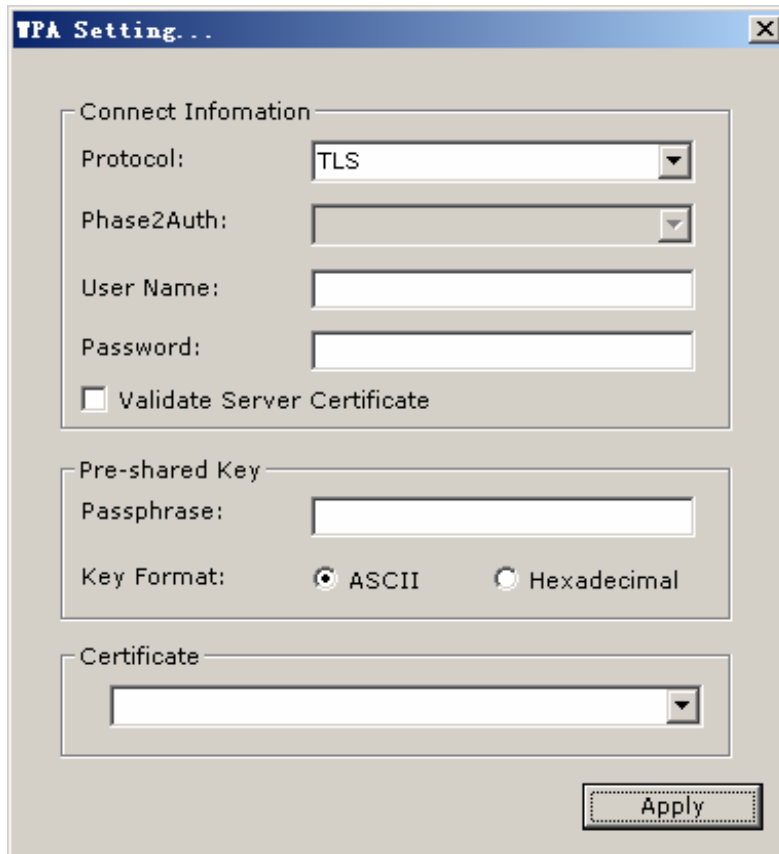 WPA Setting...
Connect Infomation
Protocol: TLS
Phase2Auth:
User Name:
Password:
Validate Server Certificate
Pre-shared Key
Passphrase:
Key Format: ASCII Hexadecimal
Certificate
Apply